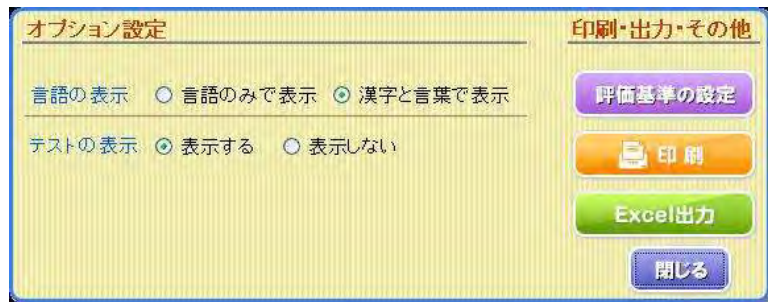 オプション設定
言語の表示 言語のみで表示 漢字と言葉で表示
テストの表示 表示する 表示しない
印刷・出力・その他
評価基準の設定
印刷
Excel出力
閉じる